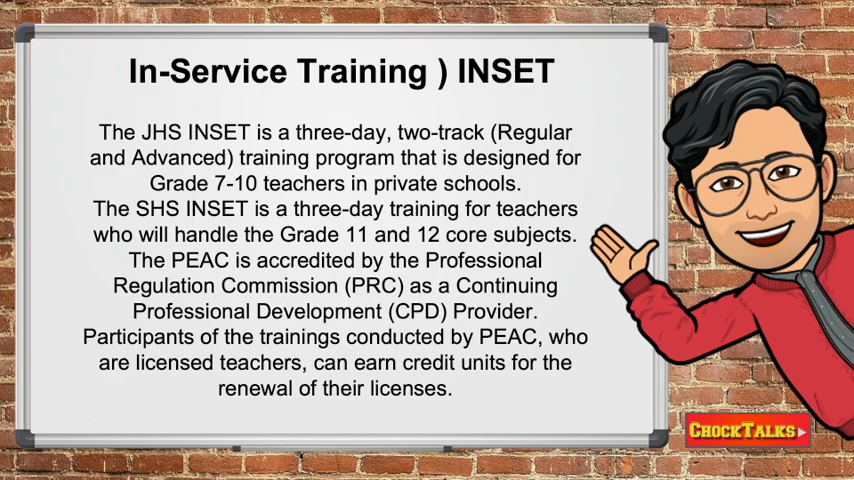 In-Service Training ) INSET
The JHS INSET is a three-day, two-track (Regular
and Advanced) training program that is designed for
Grade 7-10 teachers in private schools.
The SHS INSET is a three-day training for teachers
who will handle the Grade 11 and 12 core subjects.
The PEAC is accredited by the Professional
Regulation Commission (PRC) as a Continuing
Professional Development (CPD) Provider.
Participants of the trainings conducted by PEAC, who
are licensed teachers, can earn credit units for the
renewal of their licenses.
CHOCKTALKS